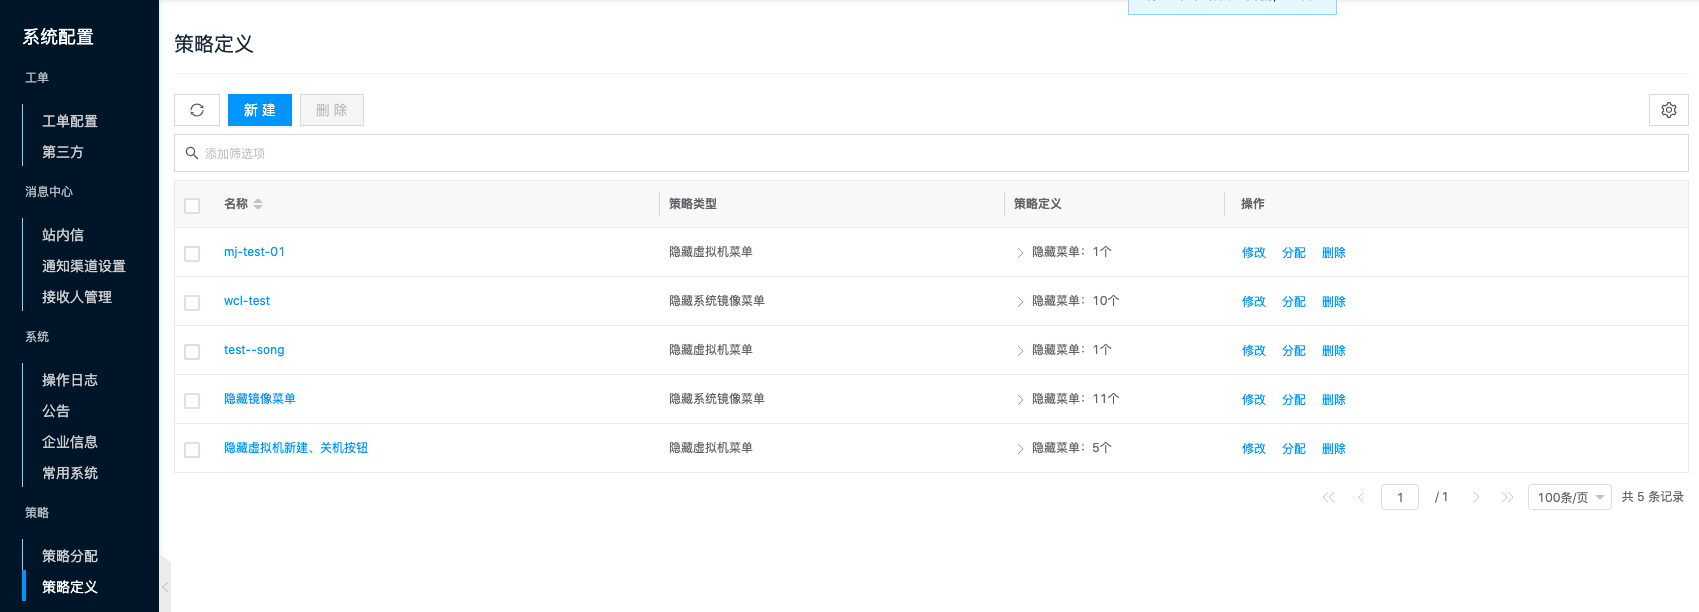 系统配置
工单
工单配置
第三方
消息中心
站内信
通知渠道设置
接收人管理
系统
操作日志
公告
企业信息
常用系统
策略
策略分配
策略定义
策略定义
新 建 删 除
添加筛选项
名称 策略类型 策略定义 操作
mj-test-01 隐藏虚拟机菜单 隐藏菜单：1个 修改 分配 删除
wcl-test 隐藏系统镜像菜单 隐藏菜单：10个 修改 分配 删除
test--song 隐藏虚拟机菜单 隐藏菜单：1个 修改 分配 删除
隐藏镜像菜单 隐藏系统镜像菜单 隐藏菜单：11个 修改 分配 删除
隐藏虚拟机新建、关机按钮 隐藏虚拟机菜单 隐藏菜单：5个 修改 分配 删除
1 / 1 100条/页 共 5 条记录